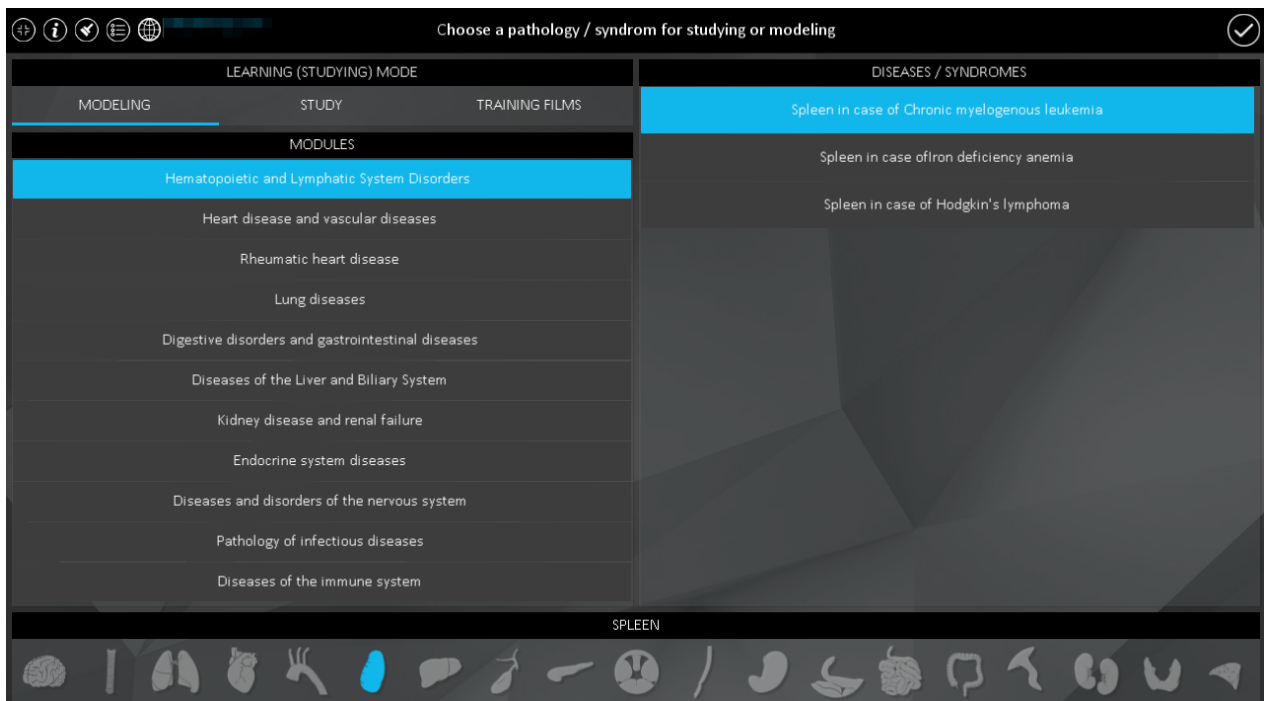 Choose a pathology / syndrom for studying or modeling
LEARNING (STUDYING) MODE
MODELING STUDY TRAINING FILMS
MODULES
Hematopoietic and Lymphatic System Disorders
Heart disease and vascular diseases
Rheumatic heart disease
Lung diseases
Digestive disorders and gastrointestinal diseases
Diseases of the Liver and Biliary System
Kidney disease and renal failure
Endocrine system diseases
Diseases and disorders of the nervous system
Pathology of infectious diseases
Diseases of the immune system
DISEASES / SYNDROMES
Spleen in case of Chronic myelogenous leukemia
Spleen in case ofIron deficiency anemia
Spleen in case of Hodgkin's lymphoma
SPLEEN